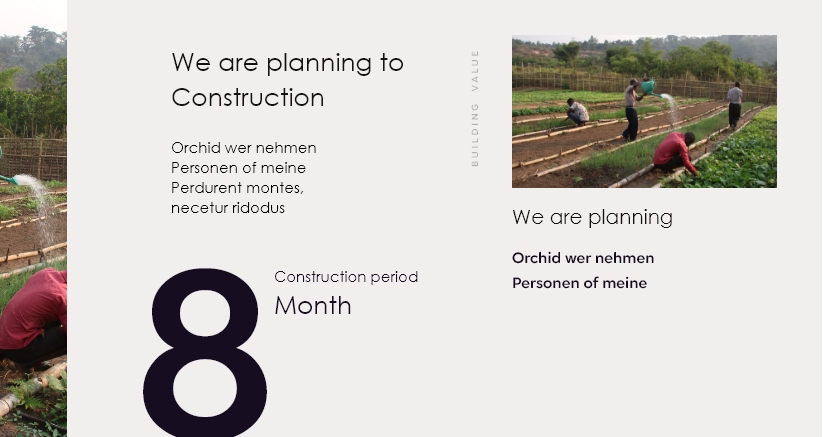 We are planning to
Construction
Orchid wer nehmen
Personen of meine
Perdurent montes,
necetur ridodus
8
Construction period
Month
BUILDING VALUE
We are planning
Orchid wer nehmen
Personen of meine